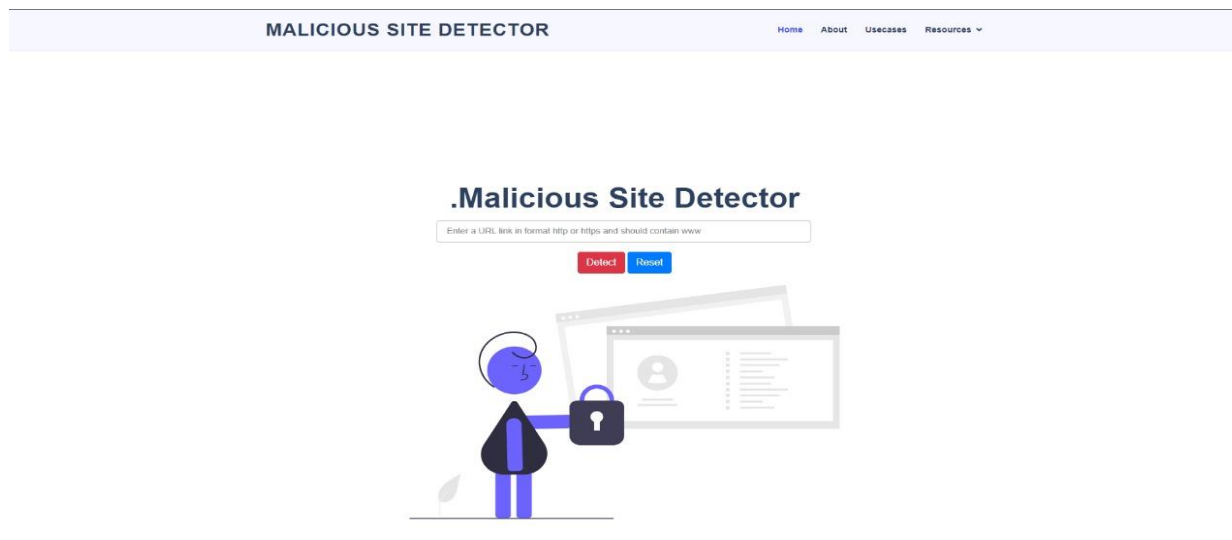 MALICIOUS SITE DETECTOR
Home About Usecases Resources
.Malicious Site Detector
Enter a URL link in format http or https and should contain www
Detect Reset